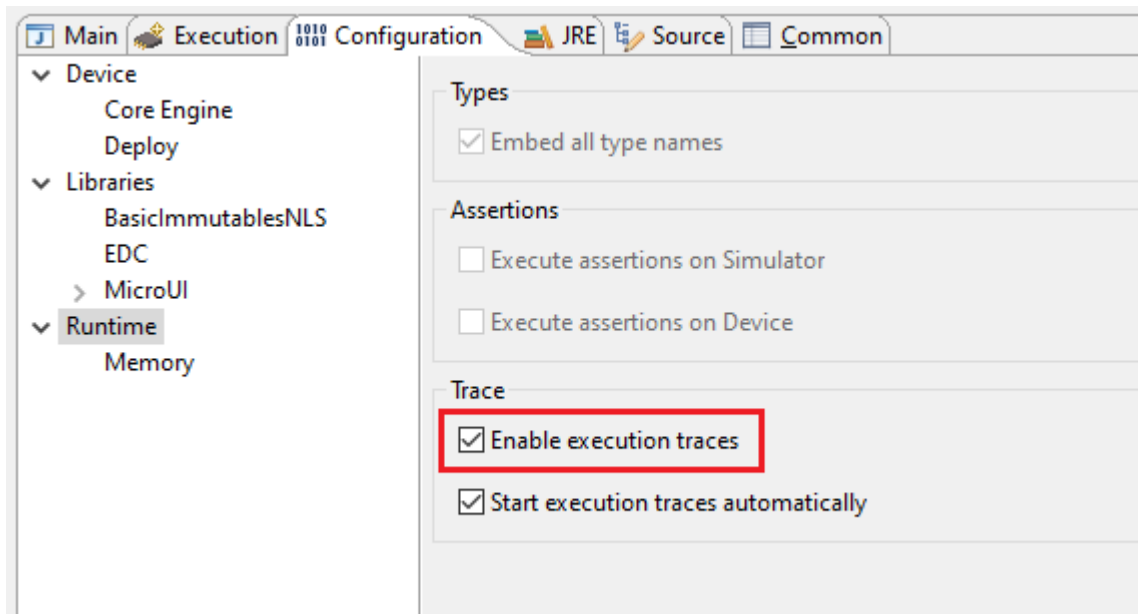 Main Execution Configuration JRE Source Common
Device
Core Engine
Deploy
Libraries
BasicImmutablesNLS
EDC
MicroUI
Runtime
Memory
Types
Embed all type names
Assertions
Execute assertions on Simulator
Execute assertions on Device
Trace
Enable execution traces
Start execution traces automatically